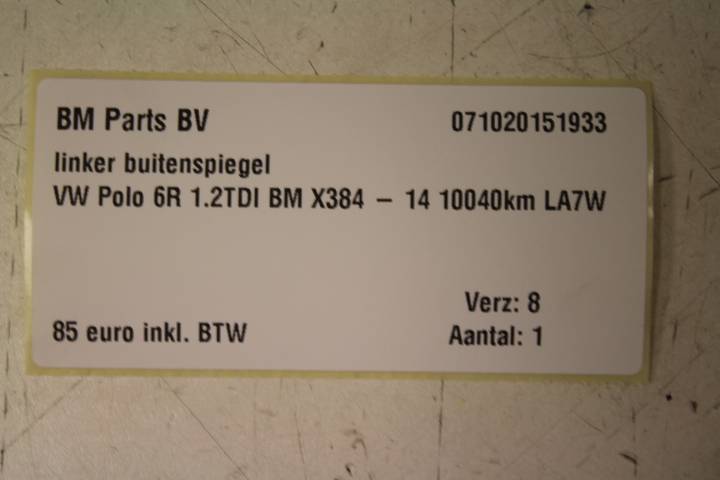 BM Parts BV 071020151933
linker buitenspiegel
VW Polo 6R 1.2TDI BM X384 – 14 10040km LA7W
Verz: 8
85 euro inkl. BTW Aantal: 1